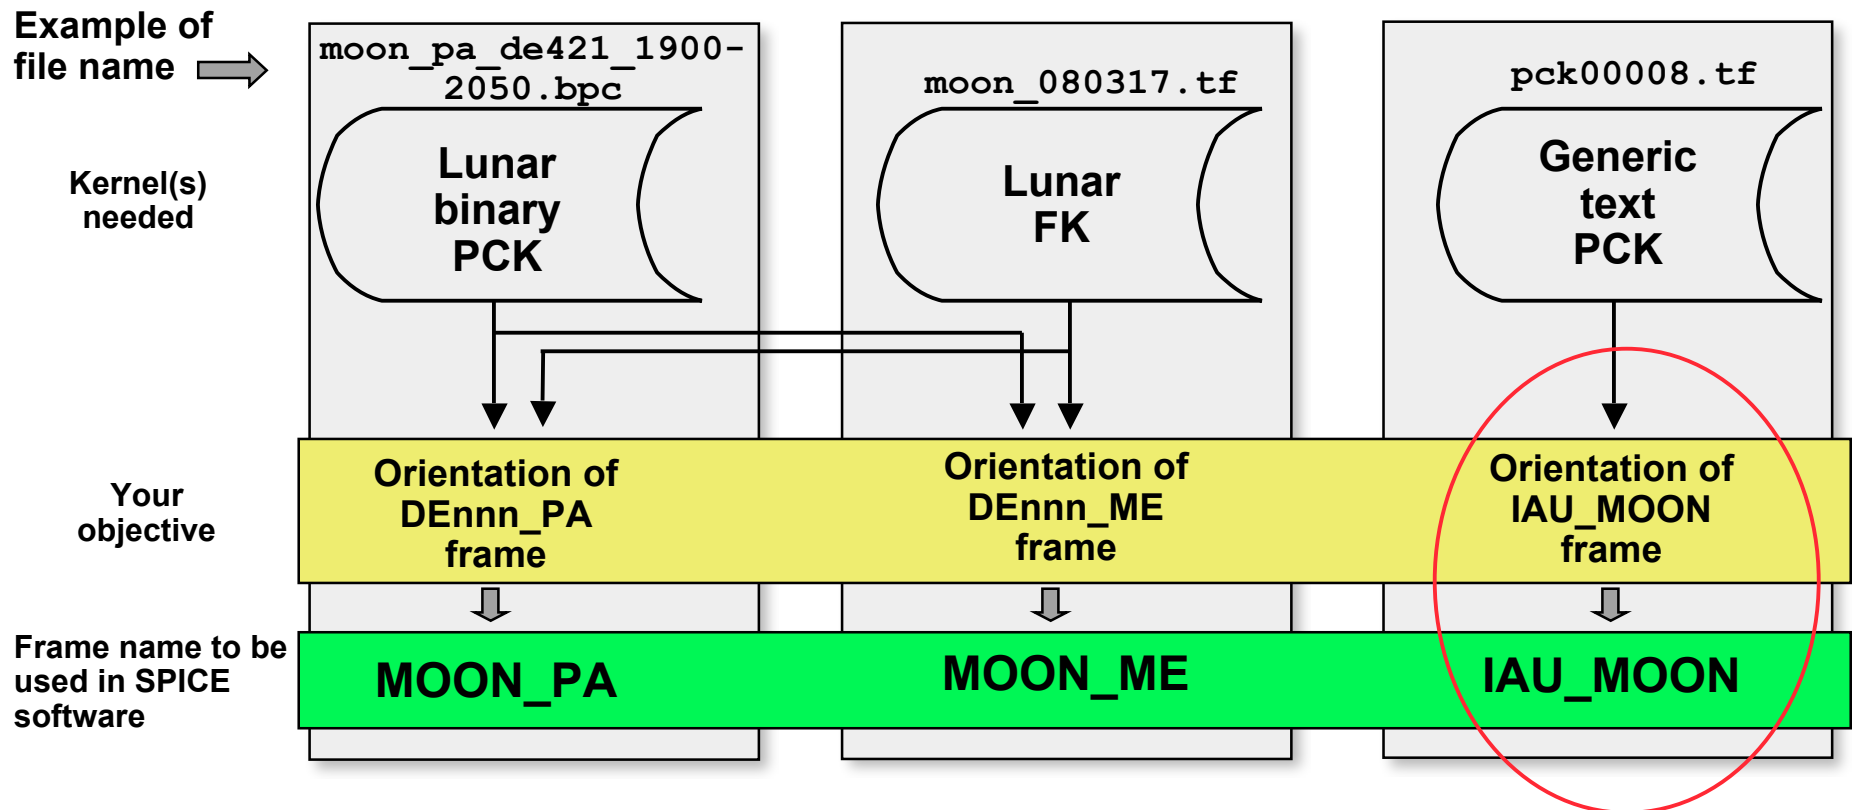 Example of
file name
moon_pa_de421_1900-
2050.bpc
moon_080317.tf
pck00008.tf
Kernel(s)
needed
Lunar
binary
PCK
Lunar
FK
Generic
text
PCK
Your
objective
Orientation of
DEnnn_PA
frame
Orientation of
DEnnn_ME
frame
Orientation of
IAU_MOON
frame
Frame name to be
used in SPICE
software
MOON_PA
MOON_ME
IAU_MOON